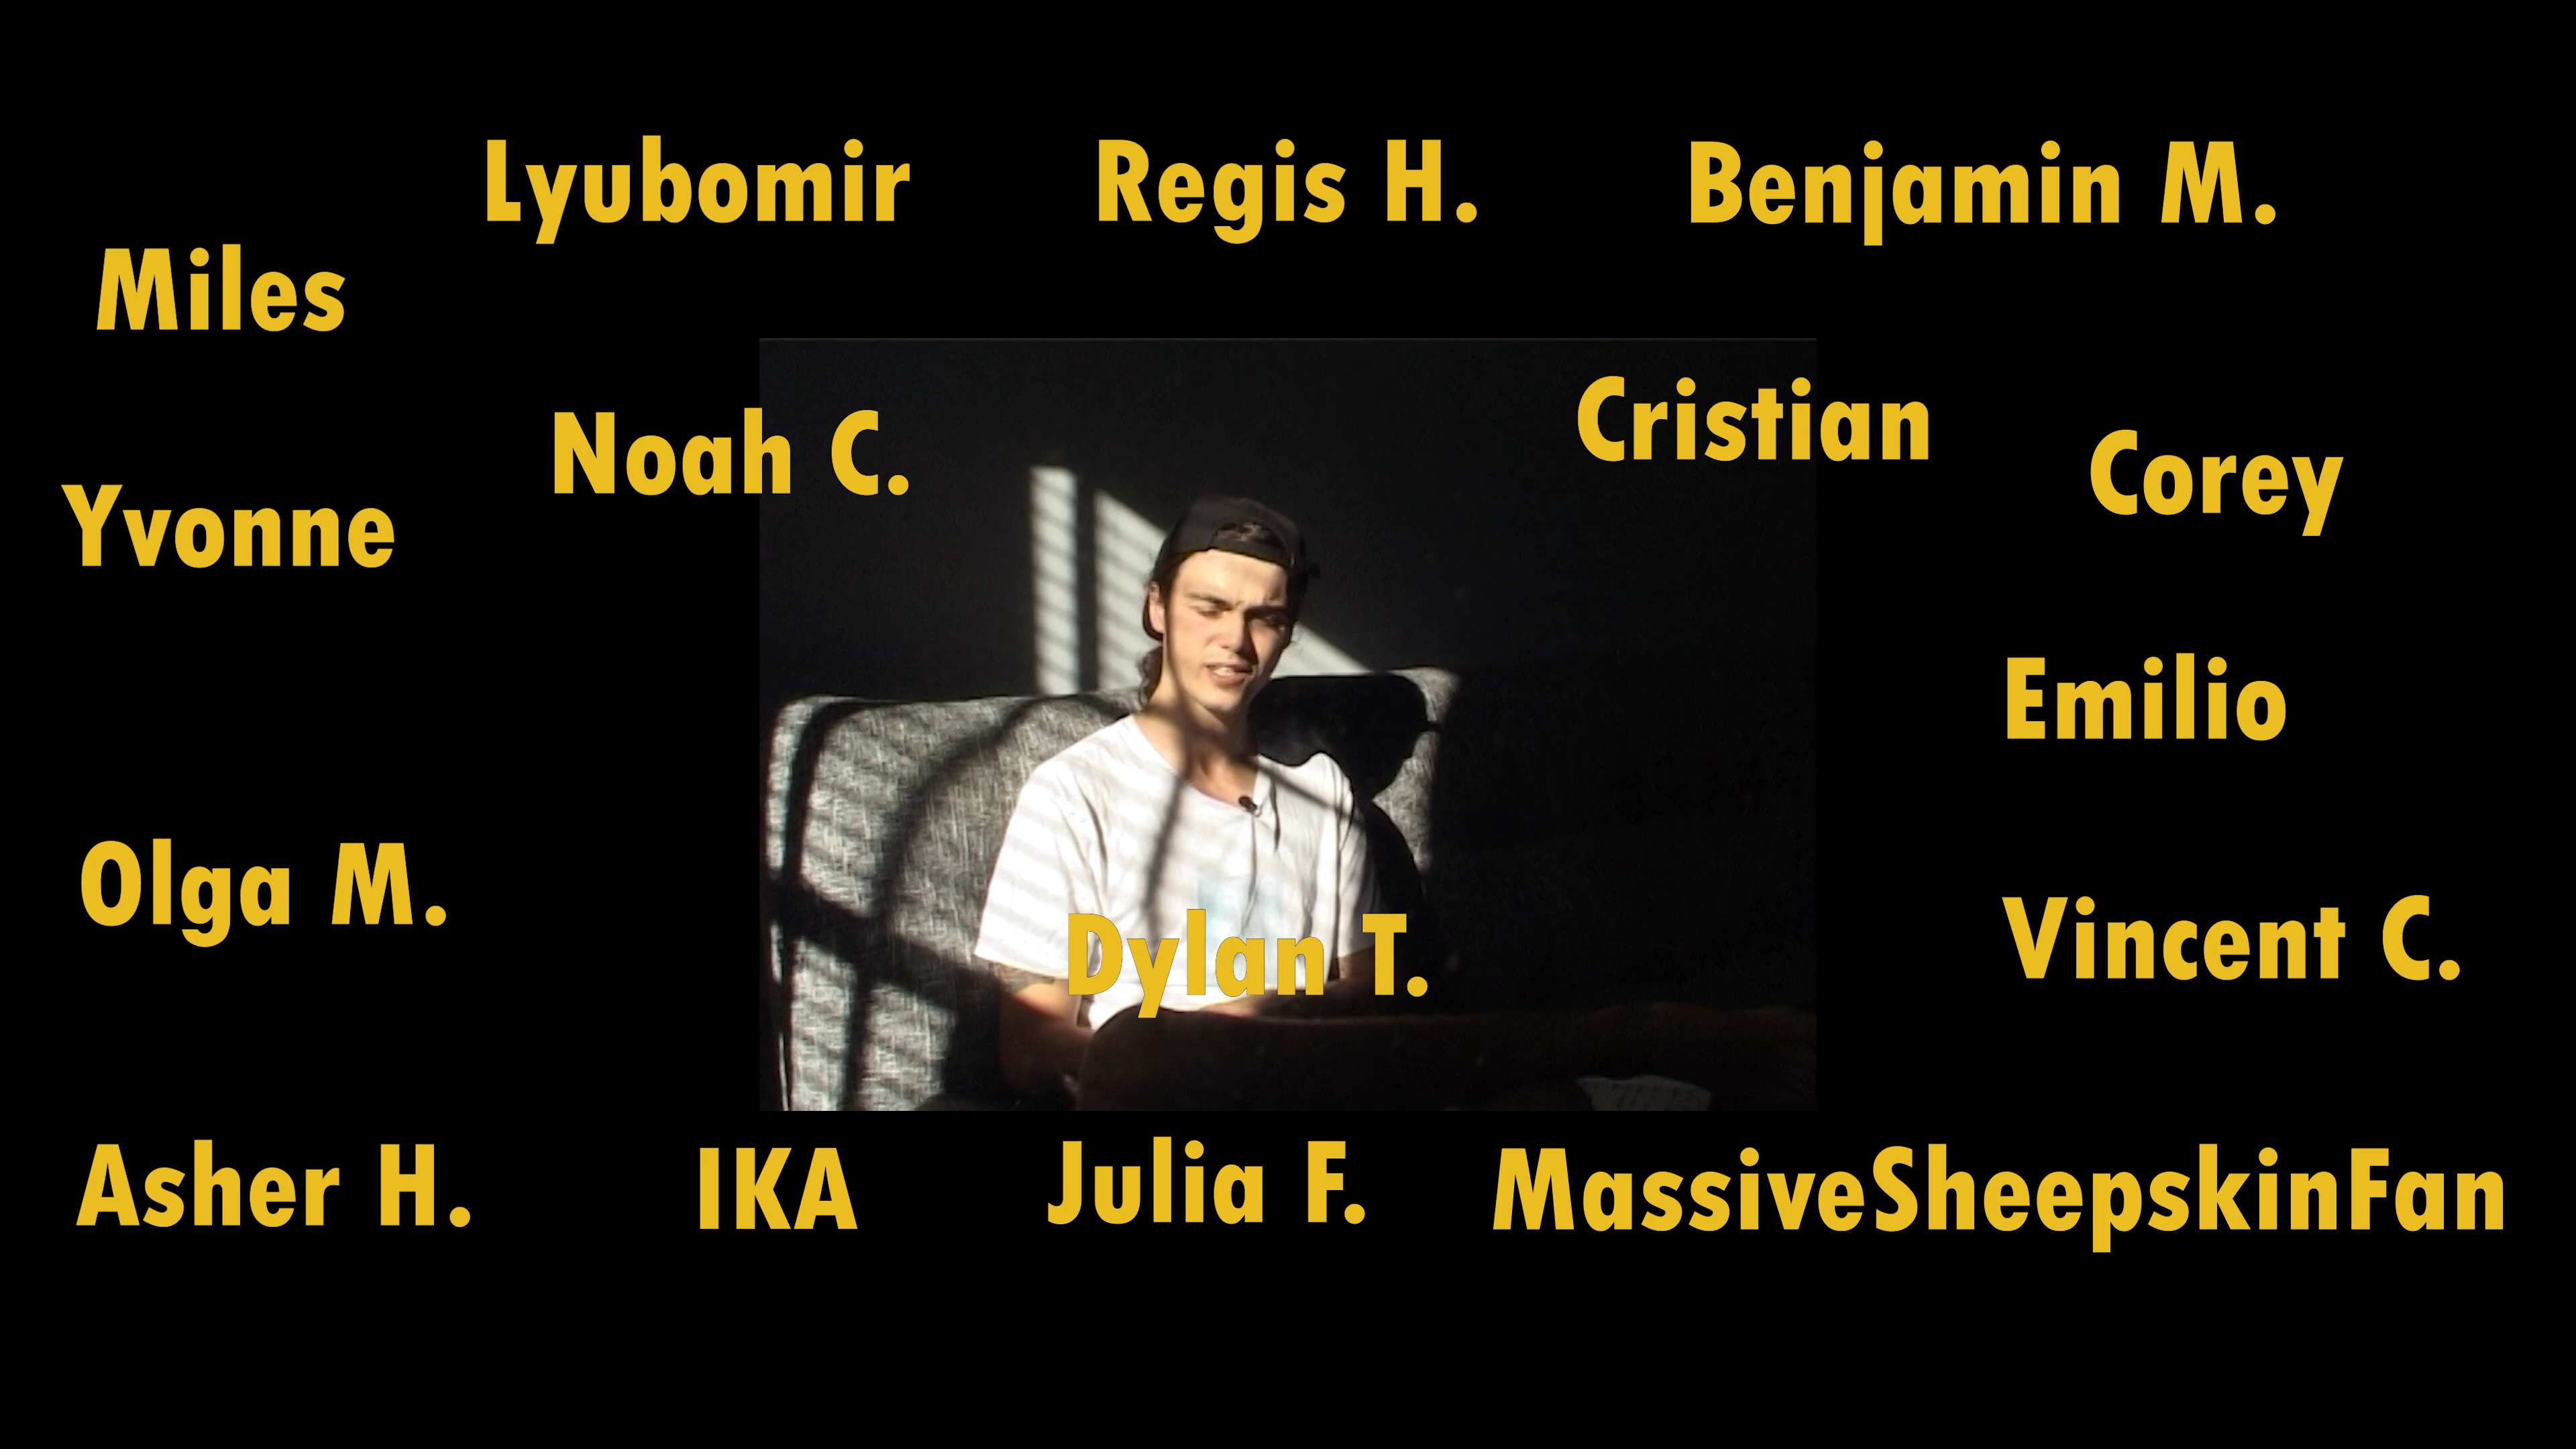 Lyubomir
Regis H.
Benjamin M.
Miles
Noah C.
Cristian
Corey
Yvonne
Emilio
Olga M.
Dylan T.
Vincent C.
Asher H.
IKA
Julia F.
MassiveSheepskinFan